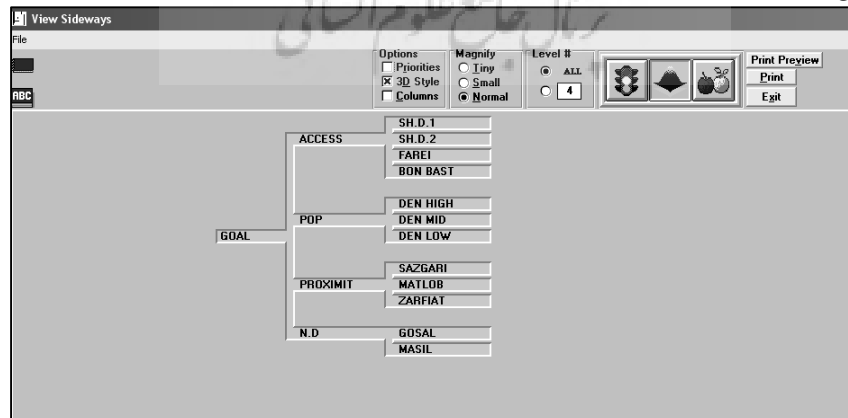 View Sideways
File
Options
Priorities
3D Style
Columns
Magnify
Tiny
Small
Normal
Level #
ALL
4
Print Preview
Print
Exit
ABC
SH.D.1
ACCESS SH.D.2
FAREI
BON BAST
DEN HIGH
POP DEN MID
GOAL DEN LOW
SAZGARI
PROXIMIT MATLOB
ZARFIAT
N.D GOSAL
MASIL